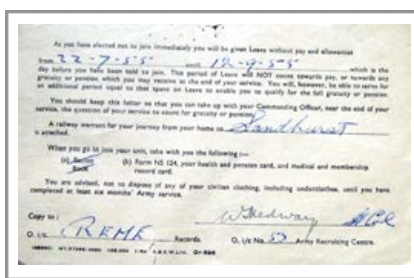 As you have elected not to join immediately you will be given Leave without pay and allowances
from 22-7-55 until 12-9-55 which is the
day before you have been told to join. This period of Leave will NOT count towards pay, or towards any
gratuity or pension which you may receive at the end of your service. You will, however, be able to serve for
an additional period equal to that spent on Leave to enable you to qualify for the full gratuity or pension.
You should keep this letter so that you can take up with your Commanding Officer, near the end of your
service, the question of your service to count for gratuity or pension.
A railway warrant for your journey from your home to Sandhurst
is attached.
When you go to join your unit, take with you the following :—
(a) Ration Book (b) Form NS 124, your health and pension card, and medical and membership
record card.
You are advised, not to dispose of any of your civilian clothing, including underclothes, until you have
completed at least six months' Army service.
Copy to :
O. i/c REME Records. O. i/c No. 53 Army Recruiting Centre.